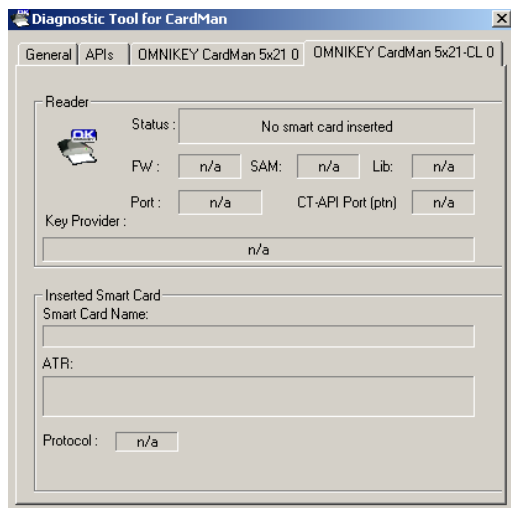 Diagnostic Tool for CardMan
General APIs OMNIKEY CardMan 5x21 0 OMNIKEY CardMan 5x21-CL 0
Reader
OK
Status : No smart card inserted
FW : n/a SAM: n/a Lib: n/a
Port : n/a CT-API Port (ptn) n/a
Key Provider :
n/a
Inserted Smart Card
Smart Card Name:
ATR:
Protocol : n/a